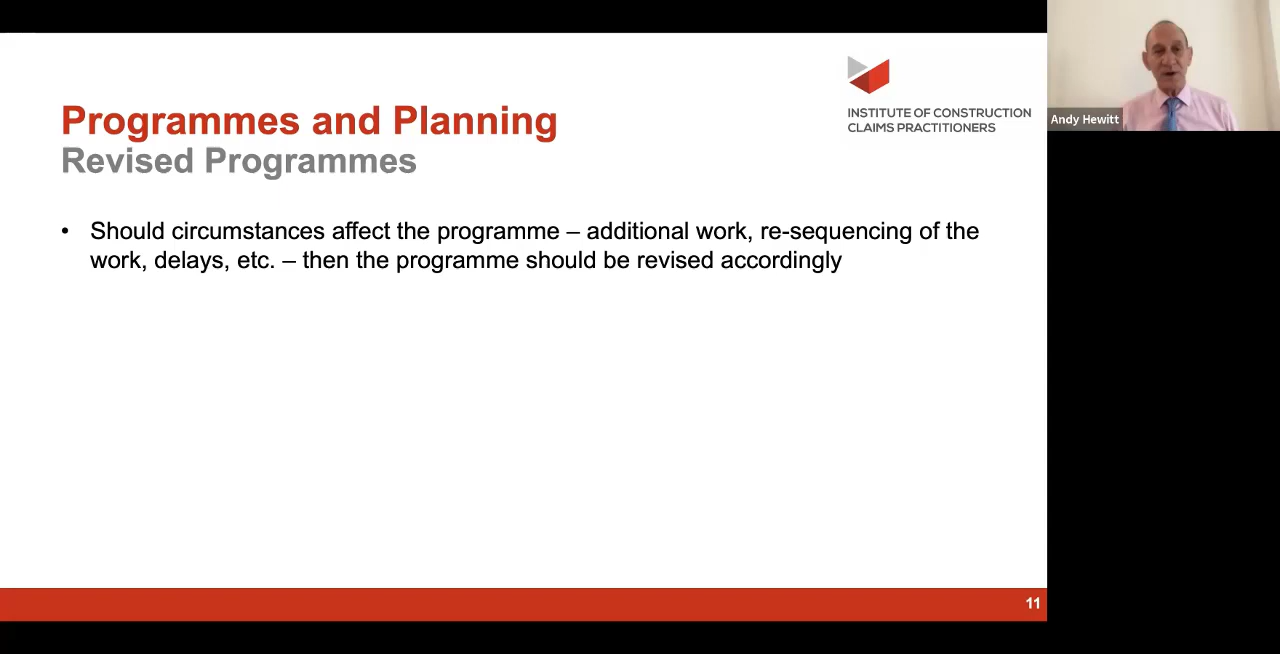 Programmes and Planning
Revised Programmes
INSTITUTE OF CONSTRUCTION
CLAIMS PRACTITIONERS
Andy Hewitt
• Should circumstances affect the programme – additional work, re-sequencing of the
work, delays, etc. – then the programme should be revised accordingly
11